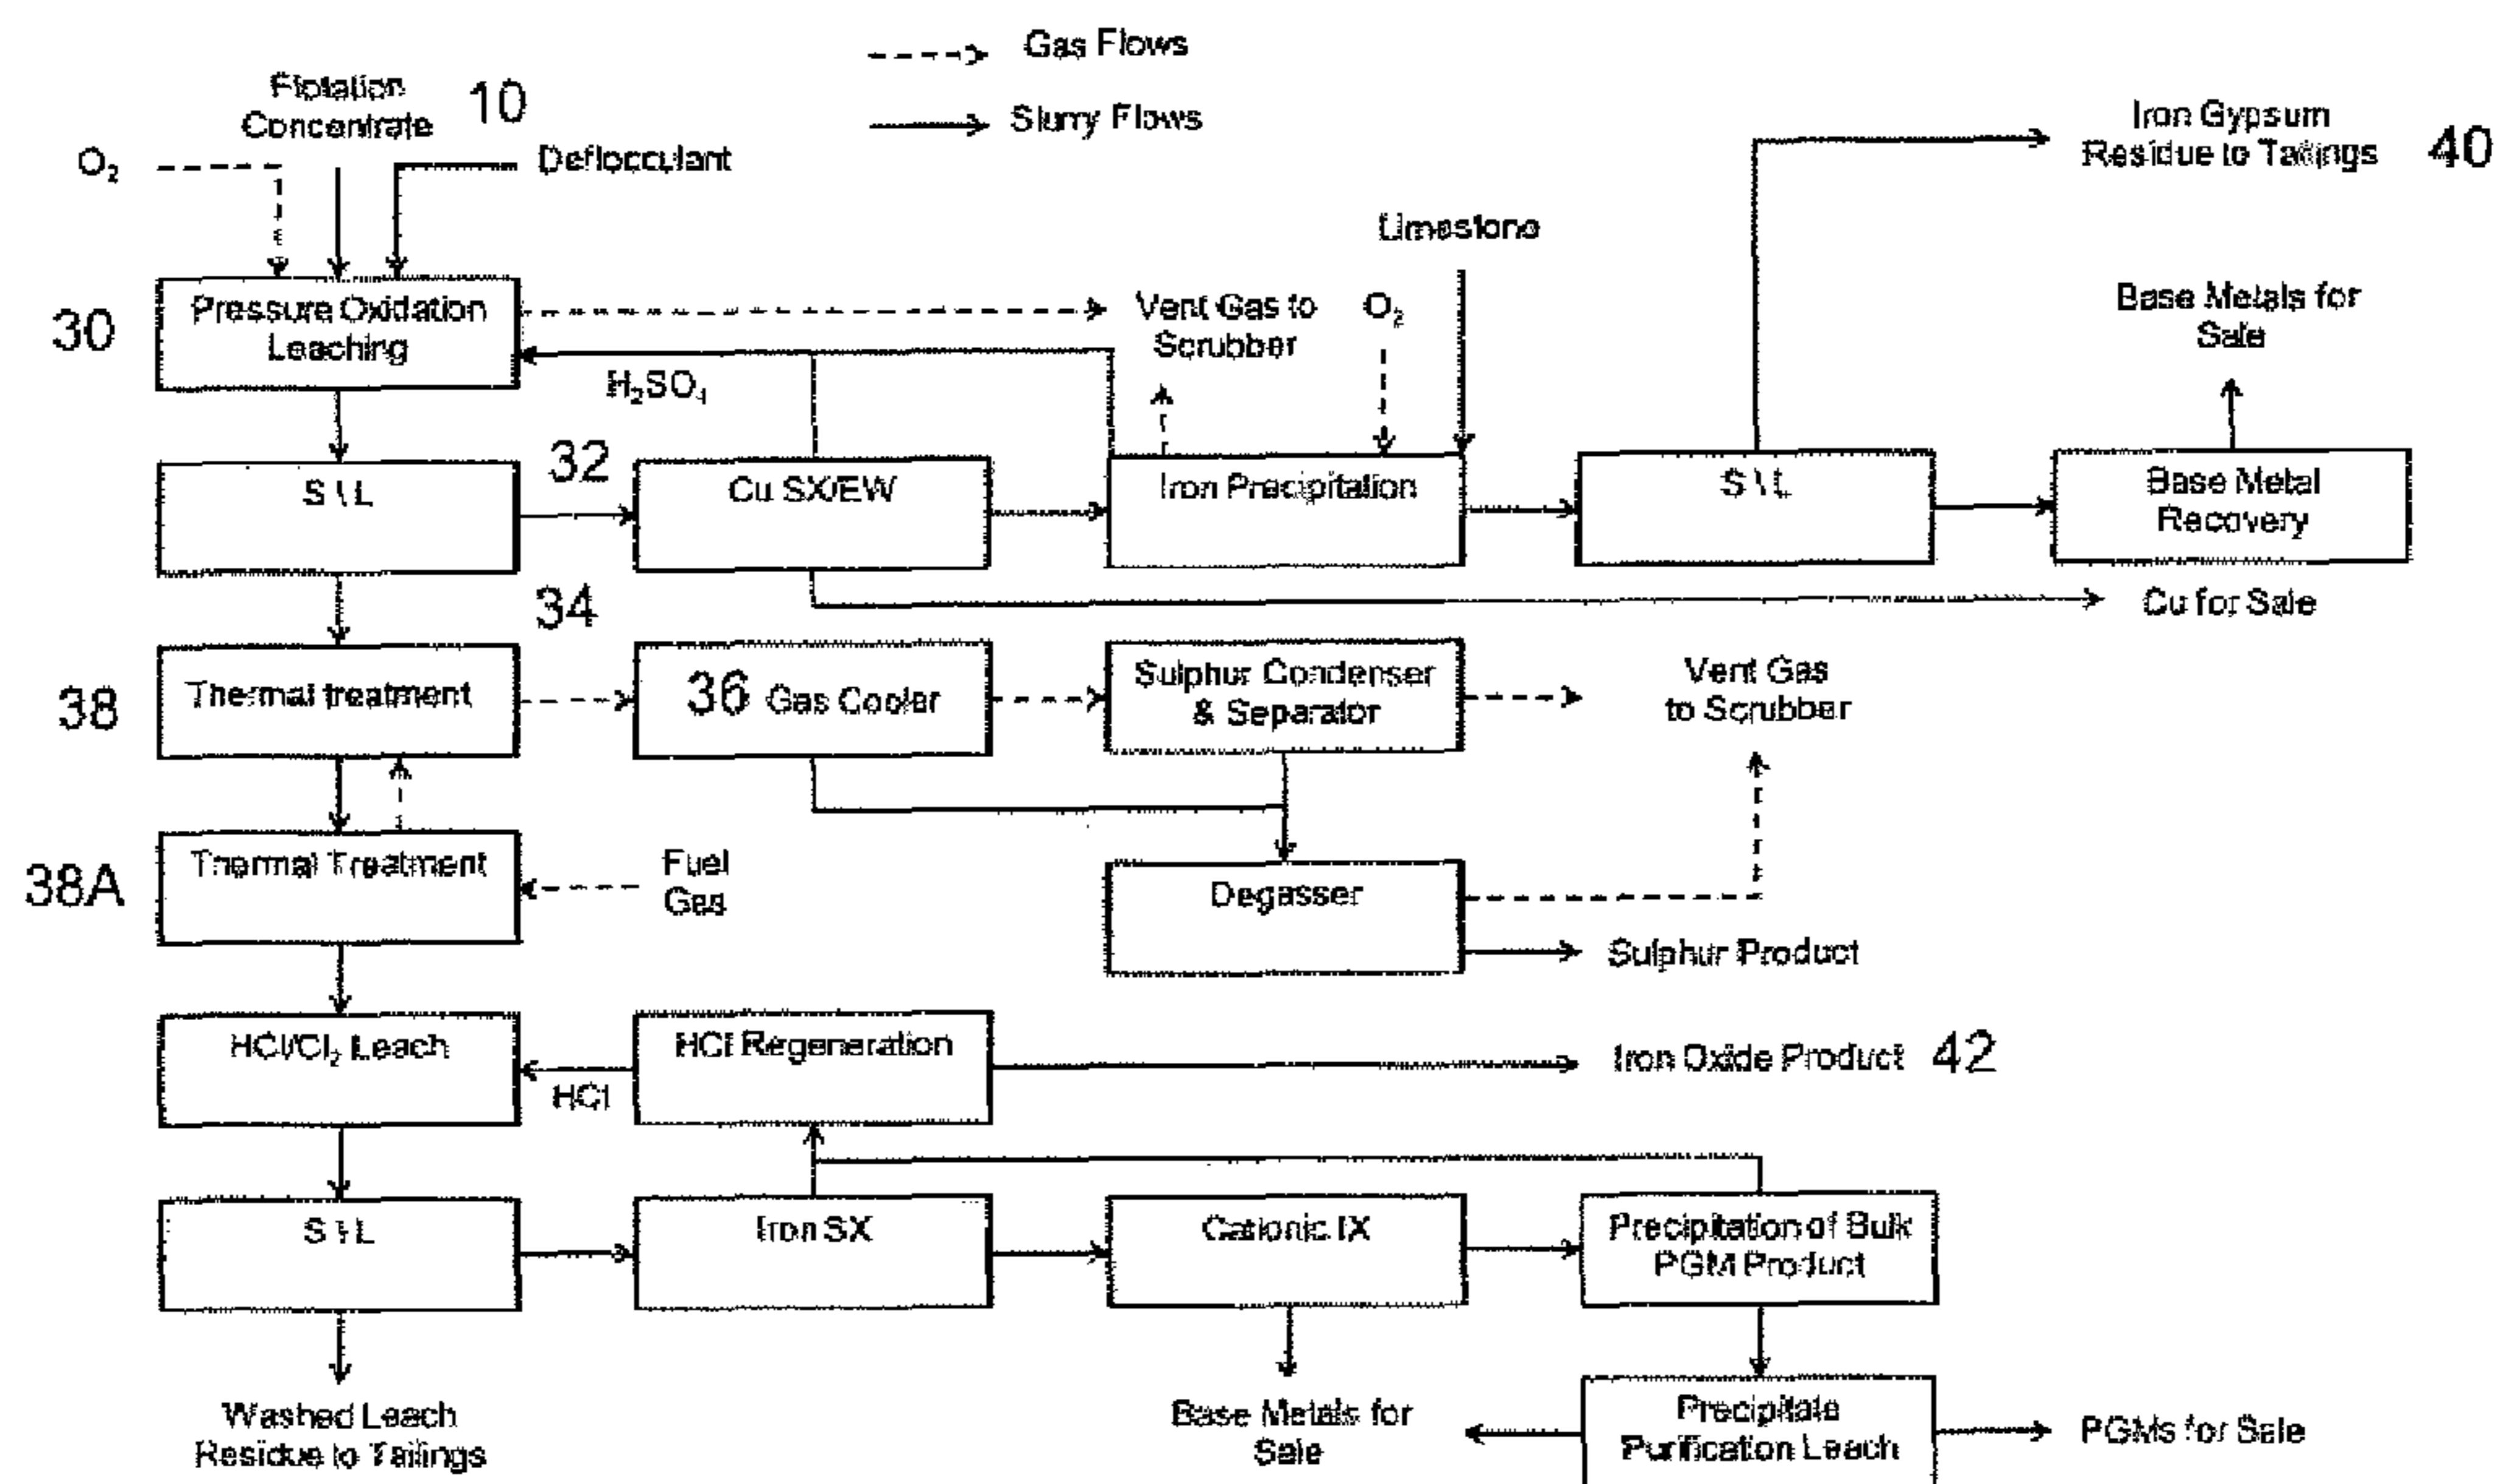 Gas Flows
Slurry Flows
Flotation
Concentrate
10
O₂
Deflocculant
Iron Gypsum
Residue to Tailings
40
Limestone
30
Pressure Oxidation
Leaching
Vent Gas to
Scrubber
O₂
Base Metals for
Sale
H₂SO₄
S \ L
32
Cu SX/EW
Iron Precipitation
S \ L
Base Metal
Recovery
34
Cu for Sale
38
Thermal treatment
36
Gas Cooler
Sulphur Condenser
& Separator
Vent Gas
to Scrubber
38A
Thermal Treatment
Fuel
Gas
Degasser
Sulphur Product
HCl/Cl₂ Leach
HCl
HCl Regeneration
Iron Oxide Product
42
S \ L
Iron SX
Cationic IX
Precipitation of Bulk
PGM Product
Washed Leach
Residue to Tailings
Base Metals for
Sale
Precipitate
Purification Leach
PGMs for Sale